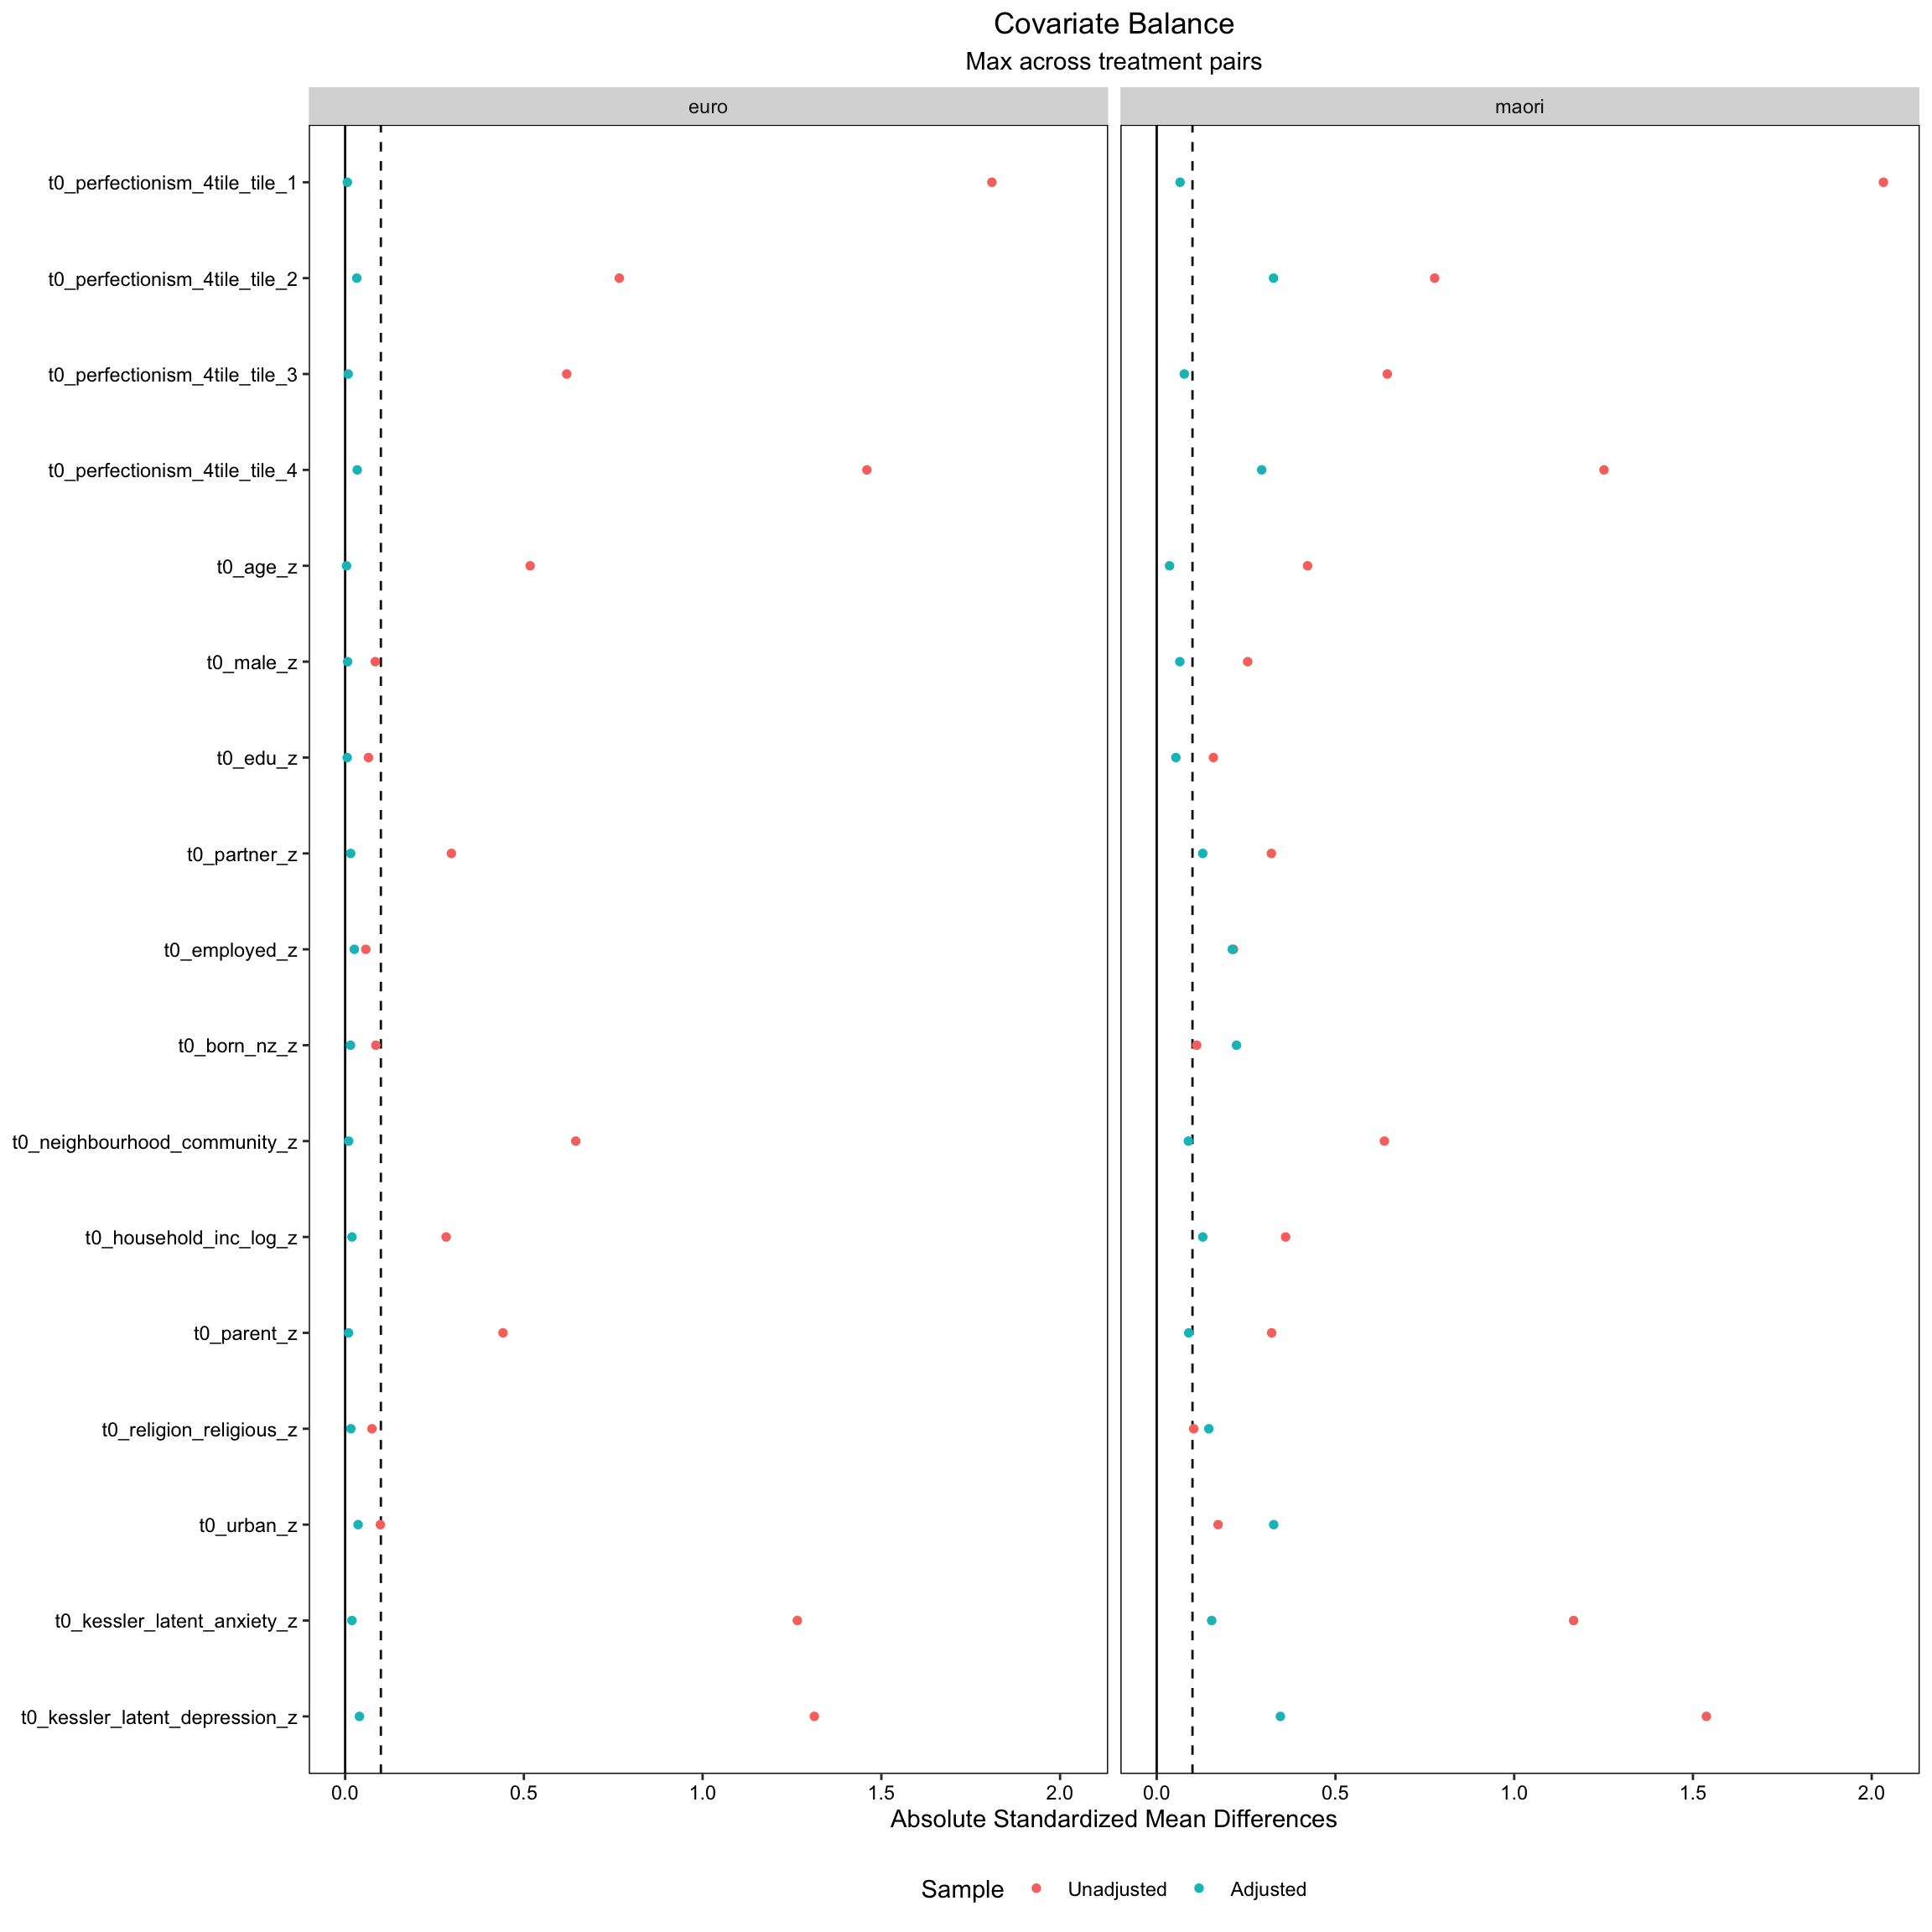 Covariate Balance
Max across treatment pairs
euro
maori
t0_perfectionism_4tile_tile_1
t0_perfectionism_4tile_tile_2
t0_perfectionism_4tile_tile_3
t0_perfectionism_4tile_tile_4
t0_age_z
t0_male_z
t0_edu_z
t0_partner_z
t0_employed_z
t0_born_nz_z
t0_neighbourhood_community_z
t0_household_inc_log_z
t0_parent_z
t0_religion_religious_z
t0_urban_z
t0_kessler_latent_anxiety_z
t0_kessler_latent_depression_z
0.0 0.5 1.0 1.5 2.0
0.0 0.5 1.0 1.5 2.0
Absolute Standardized Mean Differences
Sample Unadjusted Adjusted